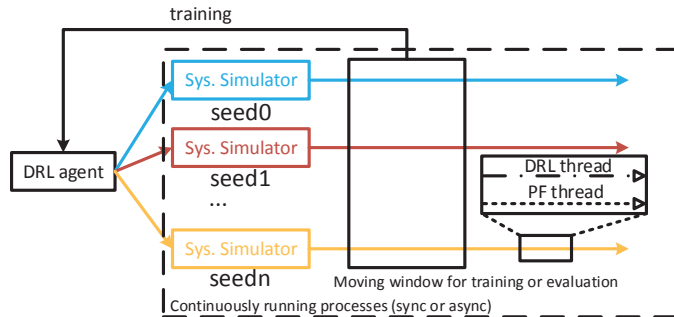 training
Sys. Simulator
seed0
Sys. Simulator
seed1
DRL agent
...
DRL thread
PF thread
Sys. Simulator
seedn
Moving window for training or evaluation
Continuously running processes (sync or async)